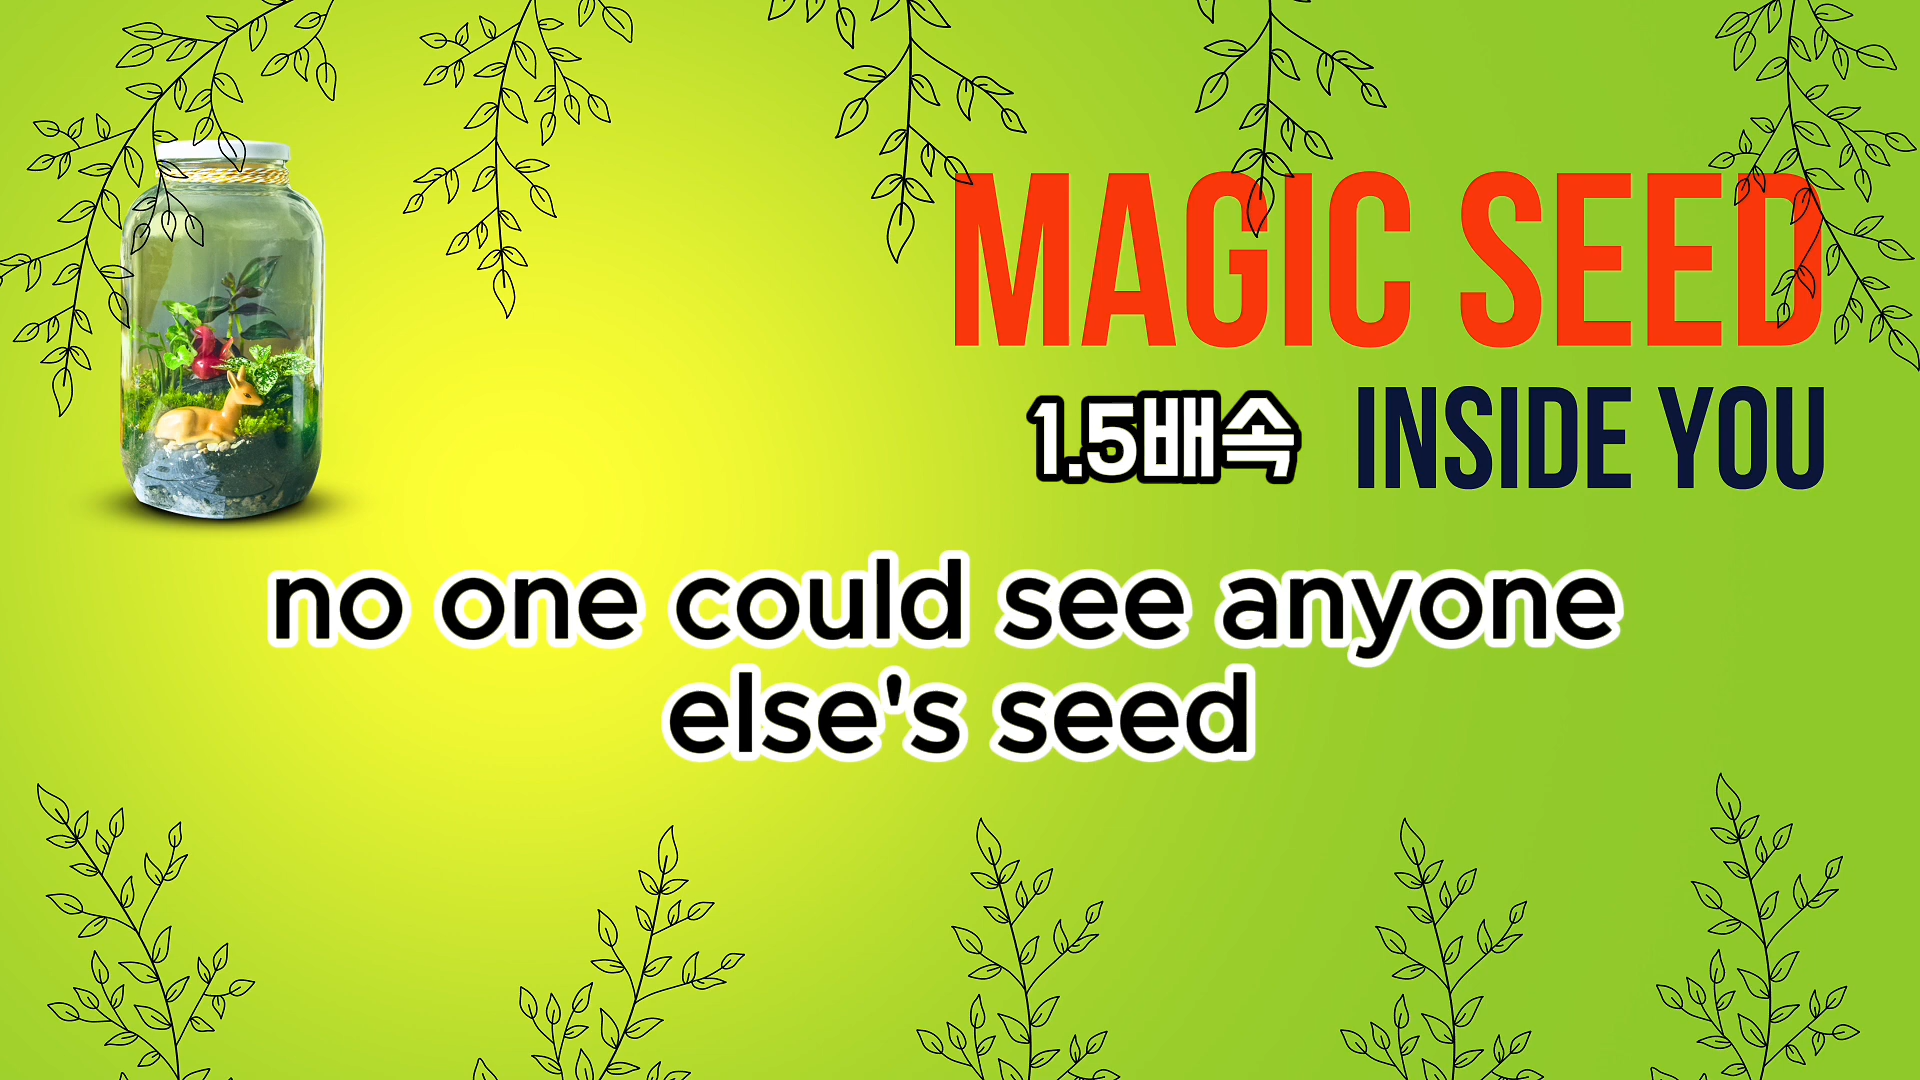 MAGIC SEED
1.5배속 INSIDE YOU
no one could see anyone
else's seed